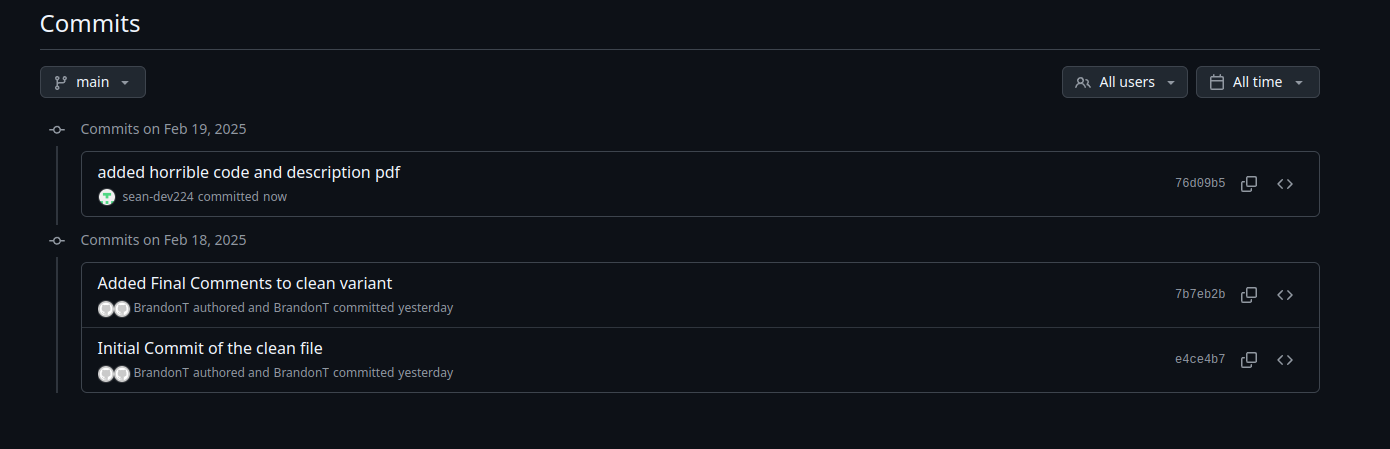 Commits
main
All users
All time
Commits on Feb 19, 2025
added horrible code and description pdf
76d09b5
sean-dev224 committed now
Commits on Feb 18, 2025
Added Final Comments to clean variant
7b7eb2b
BrandonT authored and BrandonT committed yesterday
Initial Commit of the clean file
e4ce4b7
BrandonT authored and BrandonT committed yesterday